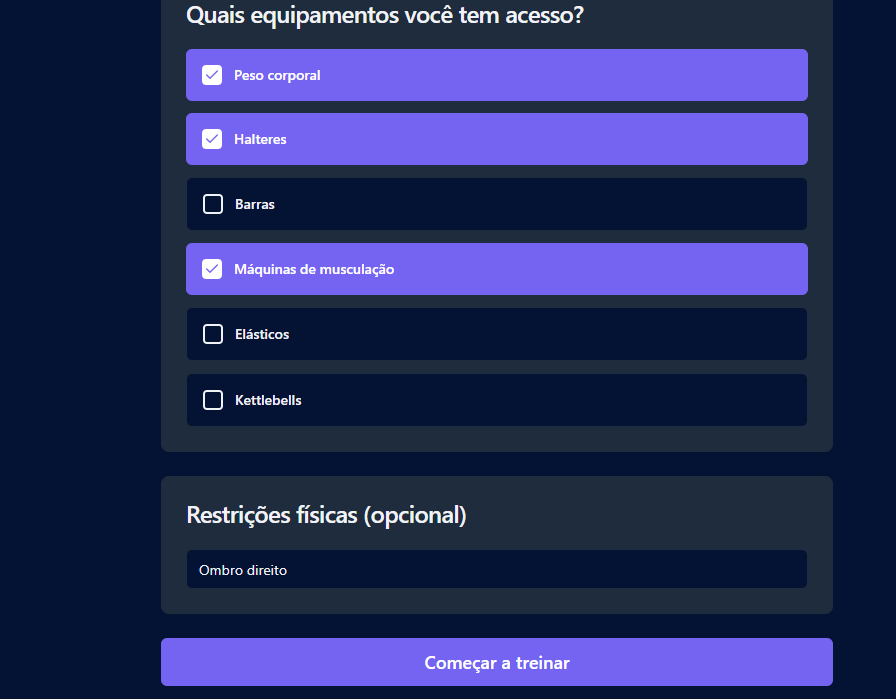 Quais equipamentos você tem acesso?
Peso corporal
Halteres
Barras
Máquinas de musculação
Elásticos
Kettlebells
Restrições físicas (opcional)
Ombro direito
Começar a treinar